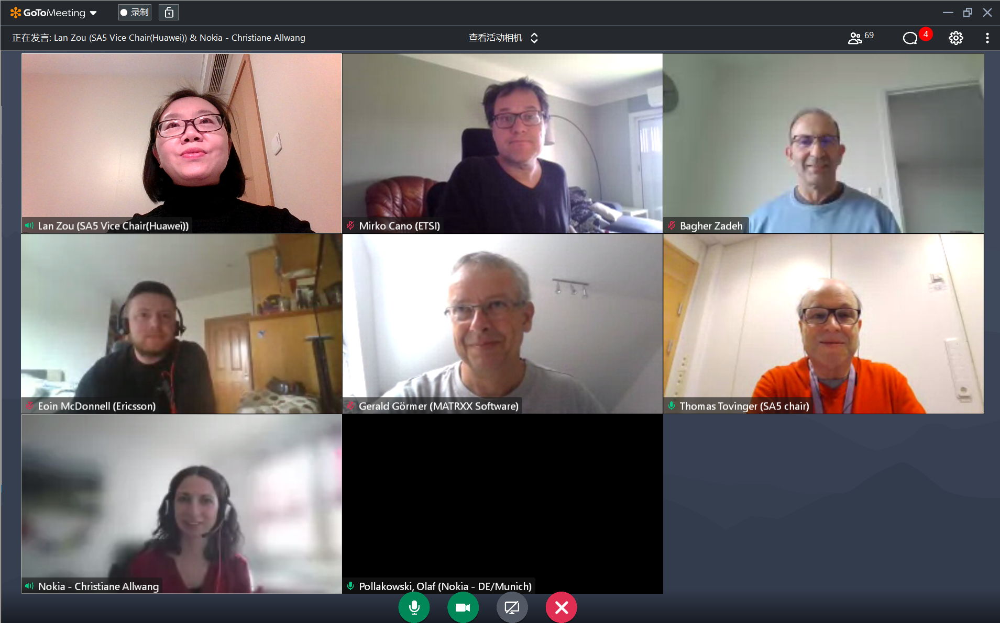 GoToMeeting
录制
正在发言: Lan Zou (SA5 Vice Chair(Huawei)) & Nokia - Christiane Allwang
查看活动相机
69
4
Lan Zou (SA5 Vice Chair(Huawei))
Mirko Cano (ETSI)
Bagher Zadeh
Eoin McDonnell (Ericsson)
Gerald Görmer (MATRXX Software)
Thomas Tovinger (SA5 chair)
Nokia - Christiane Allwang
Pollakowski, Olaf (Nokia - DE/Munich)